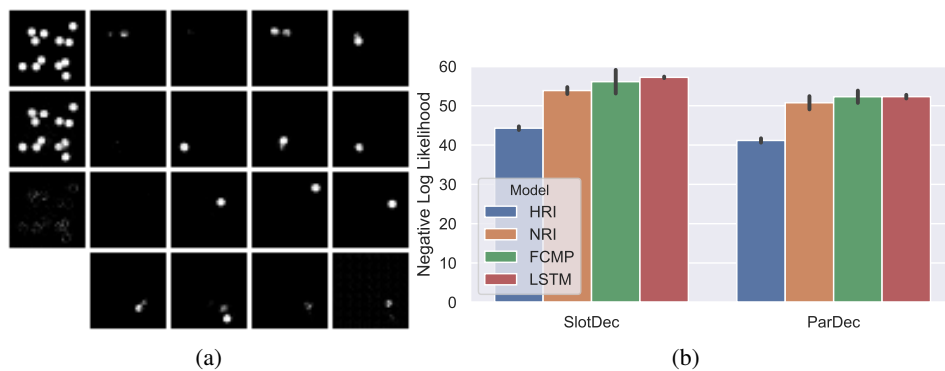 60
50
40
30
20
10
0
Negative Log Likelihood
Model
HRI
NRI
FCMP
LSTM
SlotDec ParDec
(a) (b)